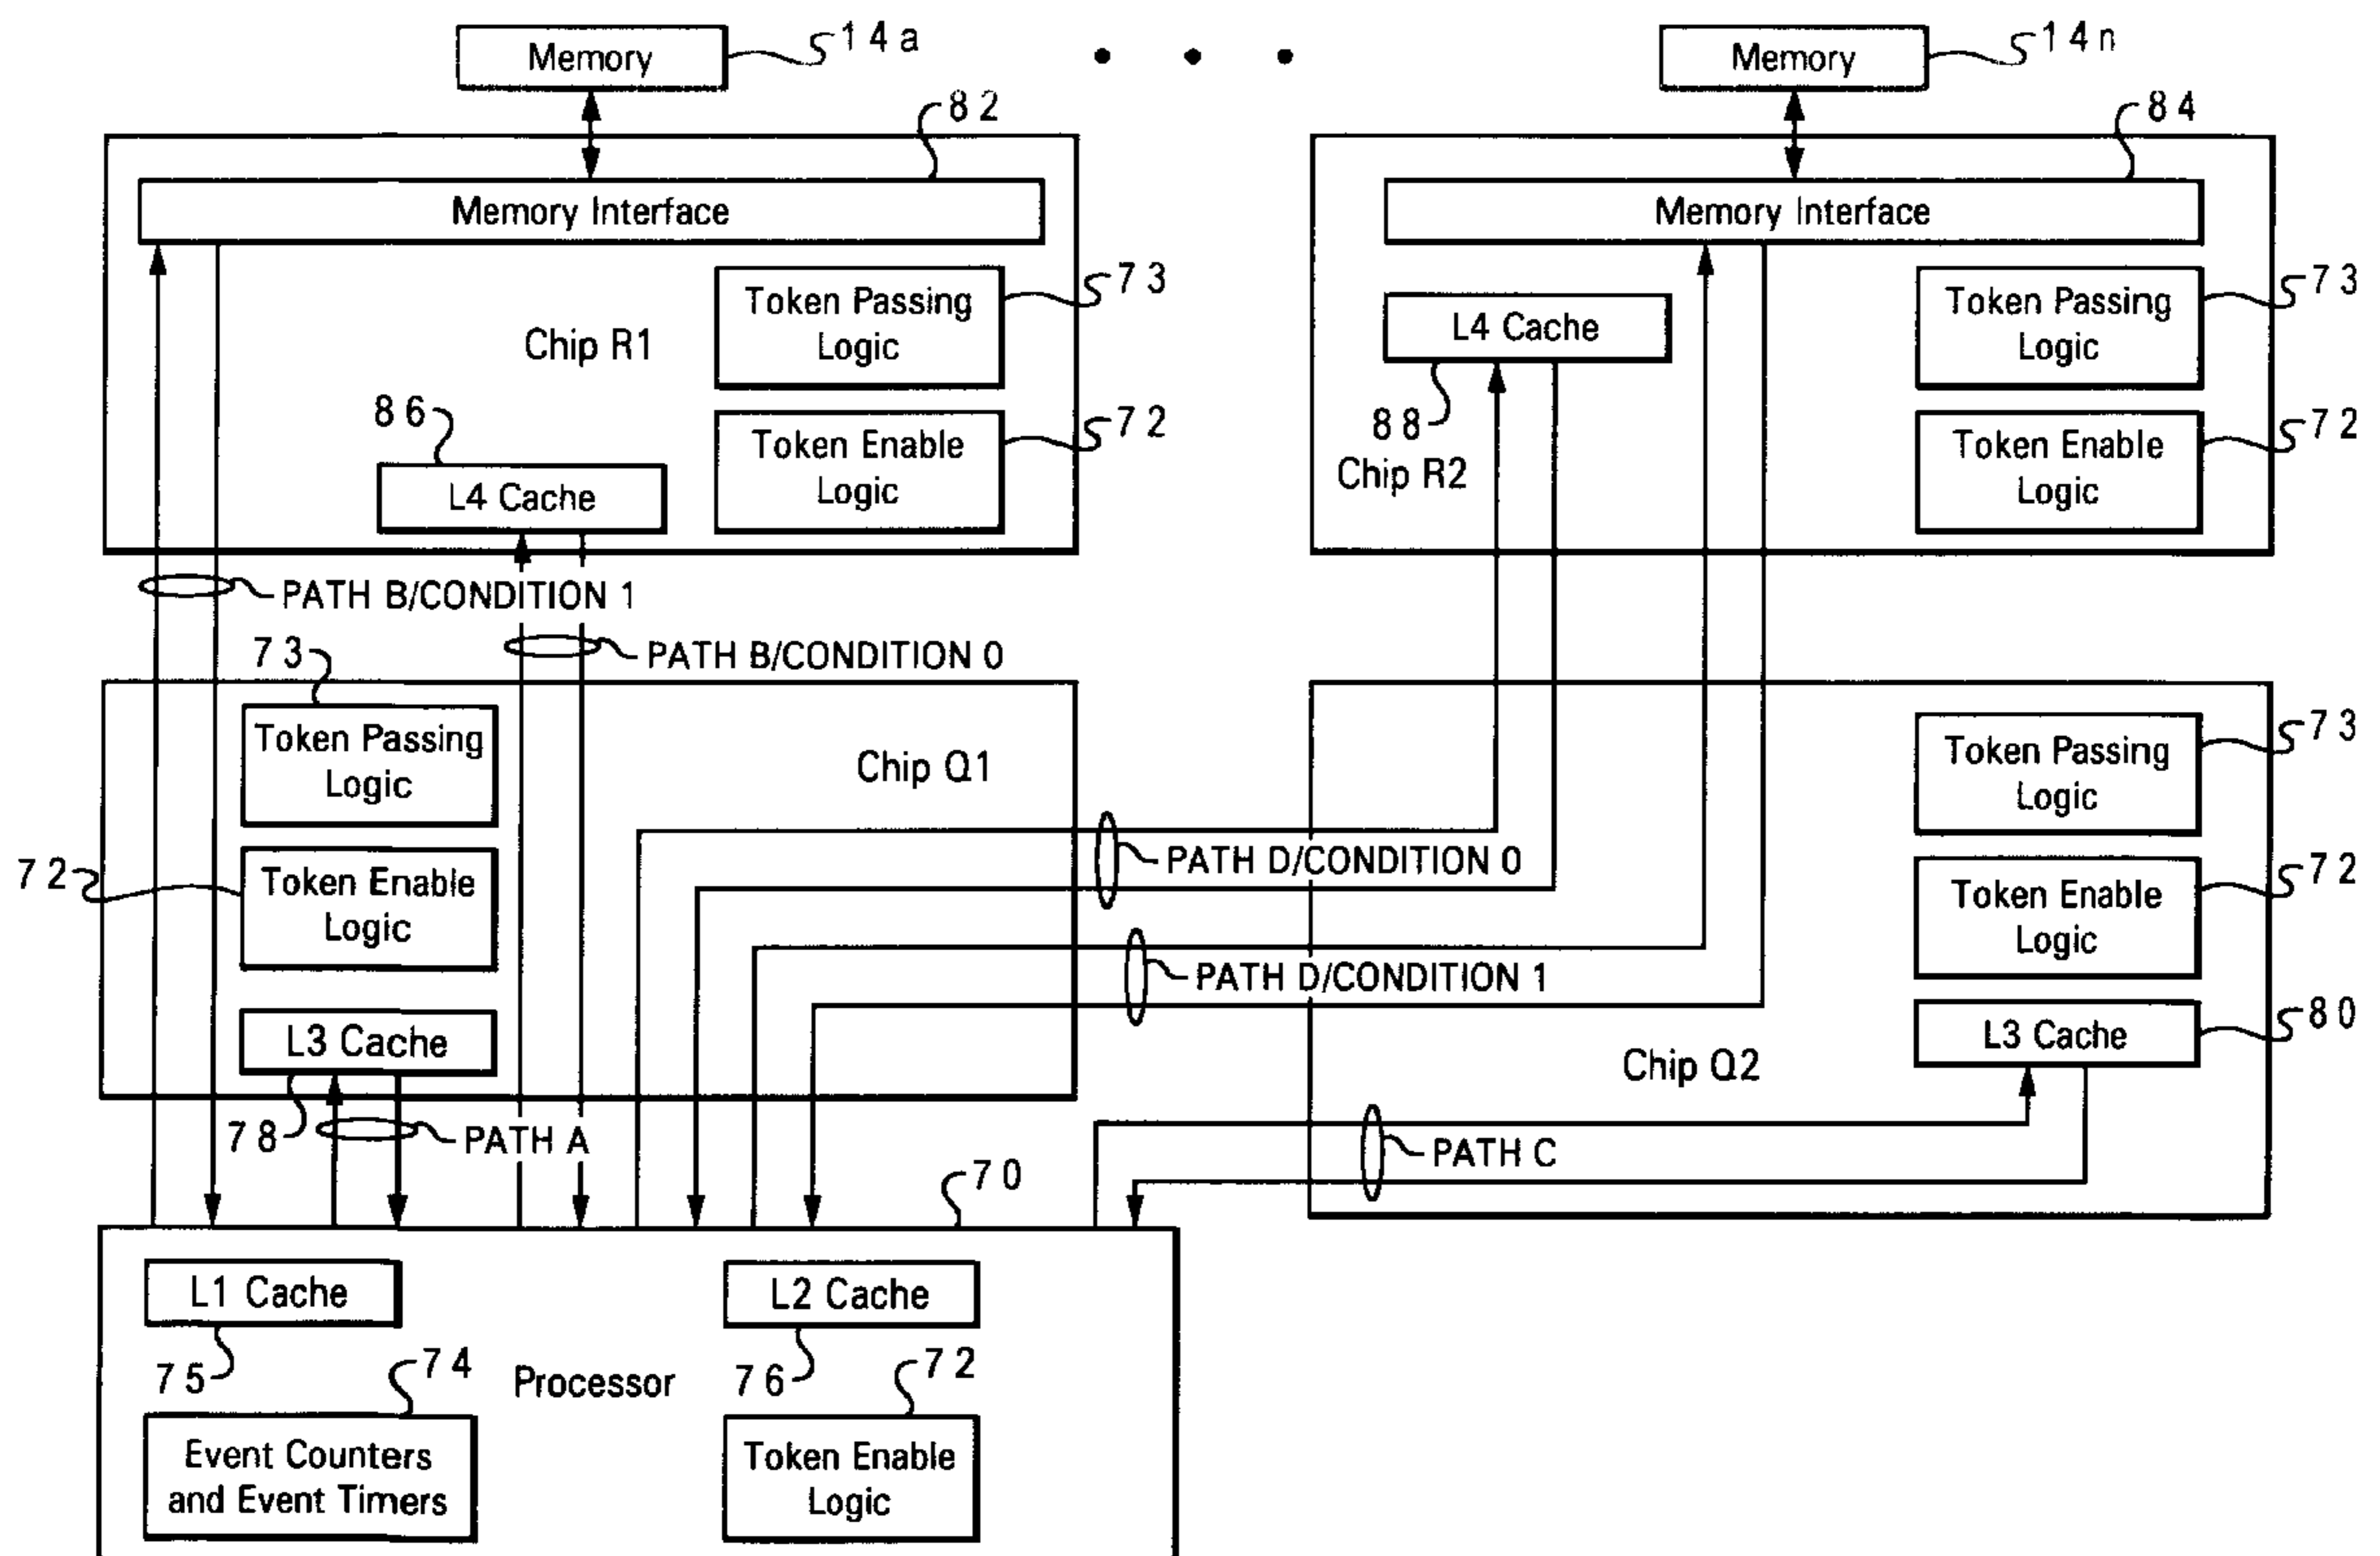 Memory
14a
Memory
14n
82
84
Memory Interface
Memory Interface
Token Passing
Logic
73
Chip R1
L4 Cache
88
Chip R2
Token Passing
Logic
73
86
L4 Cache
Token Enable
Logic
72
Token Enable
Logic
72
PATH B/CONDITION 1
PATH B/CONDITION 0
73
Token Passing
Logic
Chip Q1
Token Passing
Logic
73
72
Token Enable
Logic
PATH D/CONDITION 0
Token Enable
Logic
72
PATH D/CONDITION 1
L3 Cache
78
PATH A
Chip Q2
L3 Cache
80
PATH C
70
L1 Cache
75
L2 Cache
76
74
Processor
72
Event Counters
and Event Timers
Token Enable
Logic